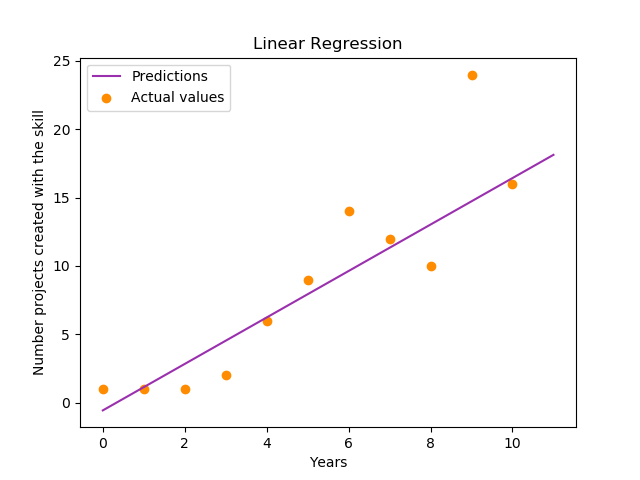 Linear Regression
Predictions
Actual values
Number projects created with the skill
25
20
15
10
5
0
0 2 4 6 8 10
Years